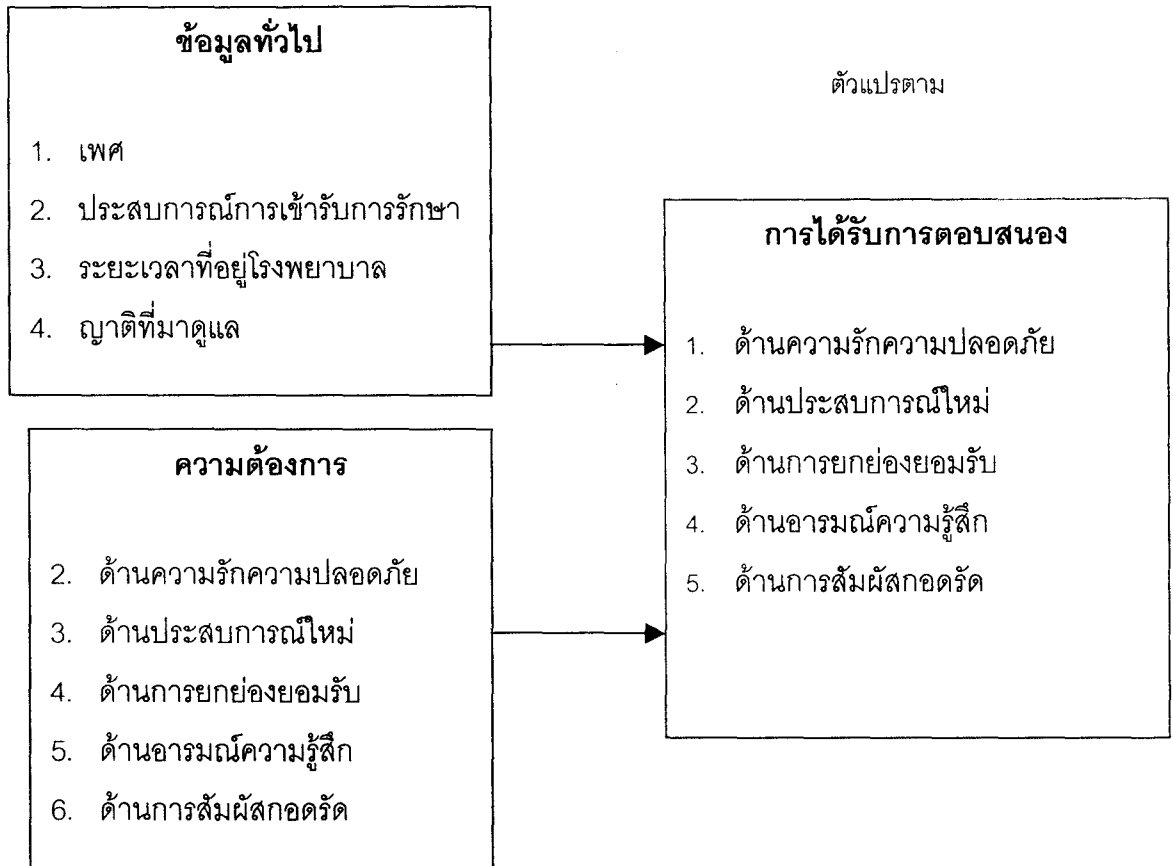 ข้อมูลทั่วไป
1. เพศ
2. ประสบการณ์การเข้ารับการรักษา
3. ระยะเวลาที่อยู่โรงพยาบาล
4. ญาติที่มาดูแล
ความต้องการ
2. ด้านความรักความปลอดภัย
3. ด้านประสบการณ์ใหม่
4. ด้านการยกย่องยอมรับ
5. ด้านอารมณ์ความรู้สึก
6. ด้านการสัมผัสกอดรัด
ตัวแปรตาม
การได้รับการตอบสนอง
1. ด้านความรักความปลอดภัย
2. ด้านประสบการณ์ใหม่
3. ด้านการยกย่องยอมรับ
4. ด้านอารมณ์ความรู้สึก
5. ด้านการสัมผัสกอดรัด